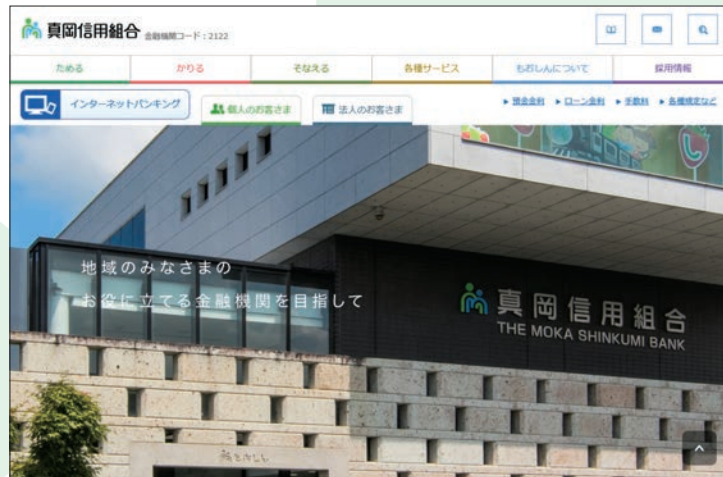 真岡信用組合 金融機関コード : 2122
ためる かりる そなえる 各種サービス もおしんについて 採用情報
インターネットバンキング 個人のお客さま 法人のお客さま ▶ 預金金利 ▶ ローン金利 ▶ 手数料 ▶ 各種規定など
地域のみなさまの
お役に立てる金融機関を目指して
真岡信用組合
THE MOKA SHINKUMI BANK
もおしん